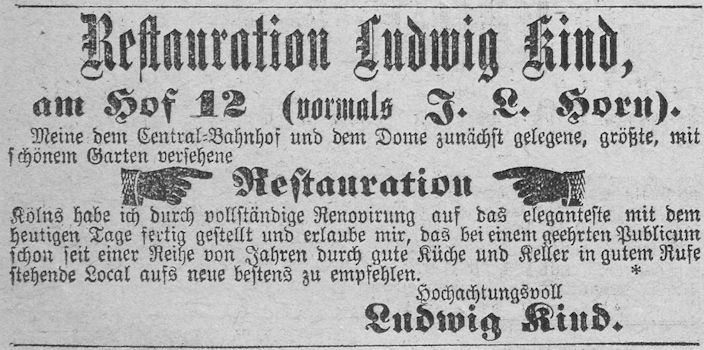 Restauration Ludwig Kind,
am Hof 12 (vormals J. L. Horn).
Meine dem Central-Bahnhof und dem Dome zunächst gelegene, größte, mit
schönem Garten versehene
Restauration
Kölns habe ich durch vollständige Renovirung auf das eleganteste mit dem
heutigen Tage fertig gestellt und erlaube mir, das bei einem geehrten Publicum
schon seit einer Reihe von Jahren durch gute Küche und Keller in gutem Rufe
stehende Local aufs neue bestens zu empfehlen. *
Hochachtungsvoll
Ludwig Kind.